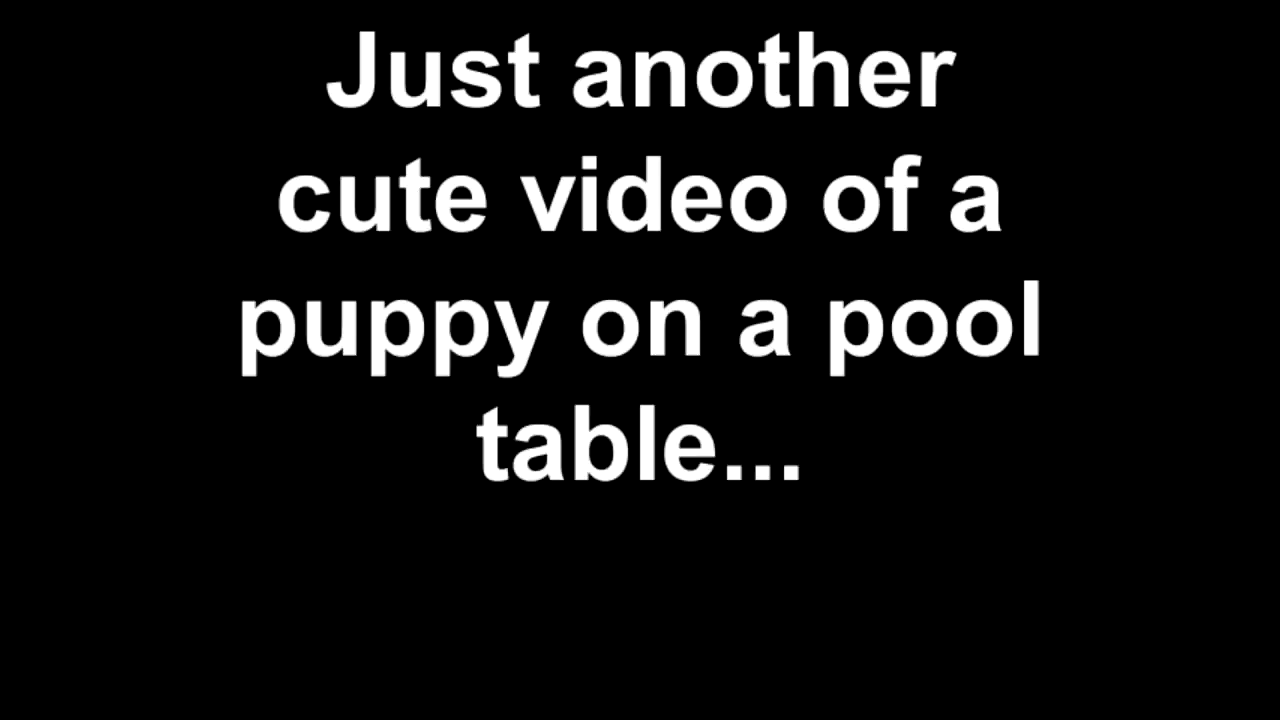 Just another
cute video of a
puppy on a pool
table...